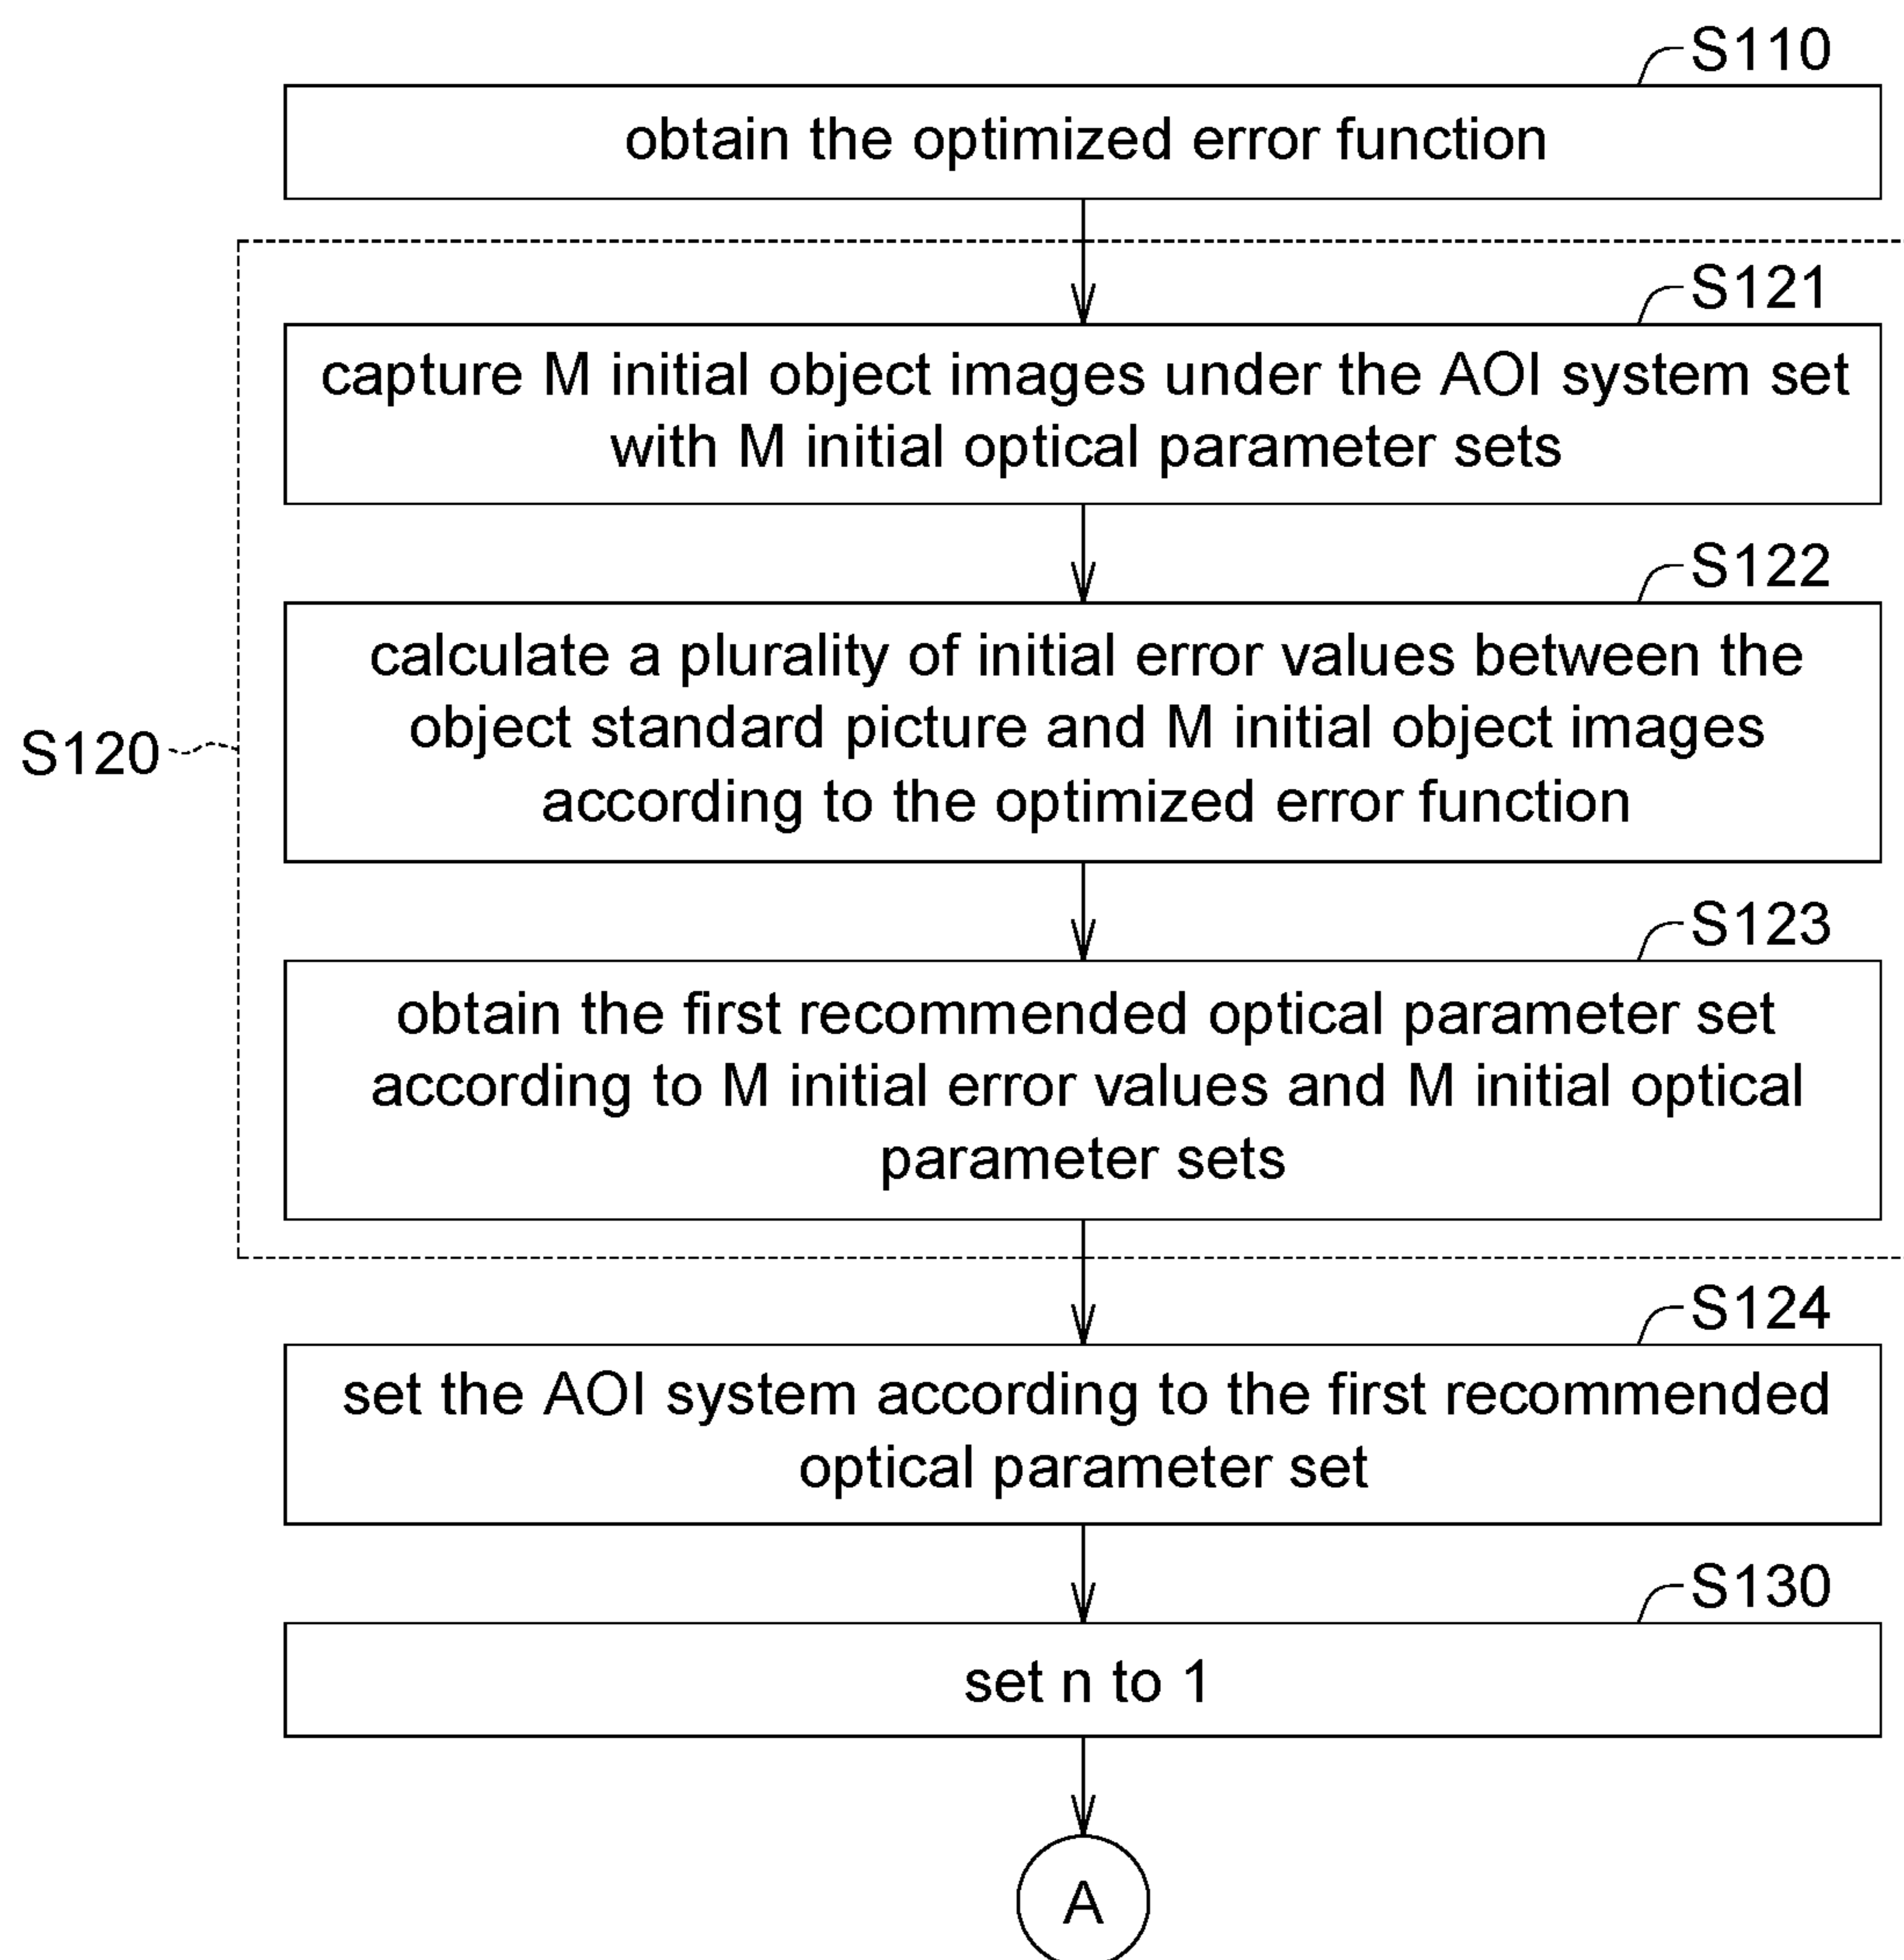 S110
obtain the optimized error function
S121
capture M initial object images under the AOI system set
with M initial optical parameter sets
S122
calculate a plurality of initial error values between the
object standard picture and M initial object images
according to the optimized error function
S120
S123
obtain the first recommended optical parameter set
according to M initial error values and M initial optical
parameter sets
S124
set the AOI system according to the first recommended
optical parameter set
S130
set n to 1
A